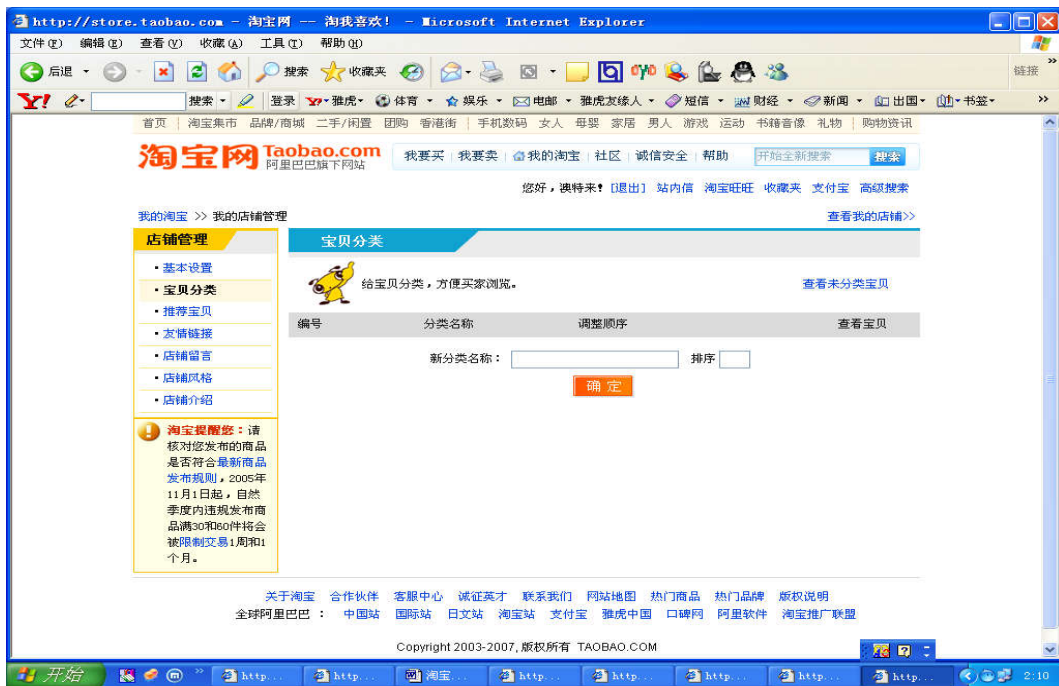 http://store.taobao.com - 淘宝网 -- 淘我喜欢! - Microsoft Internet Explorer
文件(F) 编辑(E) 查看(V) 收藏(A) 工具(T) 帮助(H)
后退 搜索 收藏夹 链接 »
Y! 搜索 登录 雅虎 体育 娱乐 电邮 雅虎友缘人 短信 财经 新闻 出国 书签 »
首页 | 淘宝集市 品牌/商城 二手/闲置 团购 香港街 | 手机数码 女人 母婴 家居 男人 游戏 运动 书籍音像 礼物 | 购物资讯
淘宝网 Taobao.com 阿里巴巴旗下网站
我要买 我要卖 我的淘宝 社区 诚信安全 帮助 开始全新搜索 搜索
您好，澳特来! [退出] 站内信 淘宝旺旺 收藏夹 支付宝 高级搜索
我的淘宝 >> 我的店铺管理 查看我的店铺>>
店铺管理
• 基本设置
• 宝贝分类
• 推荐宝贝
• 友情链接
• 店铺留言
• 店铺风格
• 店铺介绍
淘宝提醒您：请
核对您发布的商品
是否符合最新商品
发布规则，2005年
11月1日起，自然
季度内违规发布商
品满30和60件将会
被限制交易1周和1
个月。
宝贝分类
给宝贝分类，方便买家浏览。 查看未分类宝贝
编号 分类名称 调整顺序 查看宝贝
新分类名称： 排序
确 定
关于淘宝 合作伙伴 客服中心 诚征英才 联系我们 网站地图 热门商品 热门品牌 版权说明
全球阿里巴巴 ： 中国站 国际站 日文站 淘宝站 支付宝 雅虎中国 口碑网 阿里软件 淘宝推广联盟
Copyright 2003-2007, 版权所有 TAOBAO.COM
开始 » http... http... 淘宝... http... http... http... http... http... 2:10